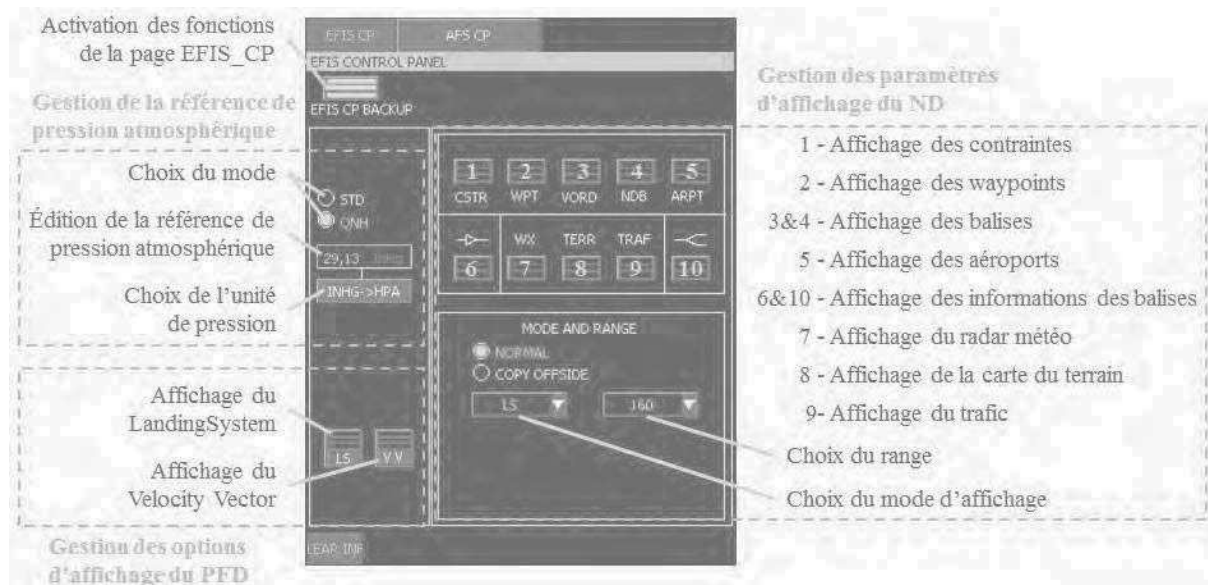 Activation des fonctions
de la page EFIS_CP
Gestion de la référence de
pression atmosphérique
Choix du mode
Édition de la référence de
pression atmosphérique
Choix de l'unité
de pression
Affichage du
LandingSystem
Affichage du
Velocity Vector
Gestion des options
d'affichage du PFD
EFIS CP AFS CP
EFIS CONTROL PANEL
EFIS CP BACKUP
STD
QNH
29,13
INHG->HPA
LS VV
1 2 3 4 5
CSTR WPT VORD NDB ARPT
WX TERR TRAF
6 7 8 9 10
MODE AND RANGE
NORMAL
COPY OFFSIDE
LS 160
LEAR INF
Gestion des paramètres
d'affichage du ND
1 - Affichage des contraintes
2 - Affichage des waypoints
3&4 - Affichage des balises
5 - Affichage des aéroports
6&10 - Affichage des informations des balises
7 - Affichage du radar météo
8 - Affichage de la carte du terrain
9- Affichage du trafic
Choix du range
Choix du mode d'affichage